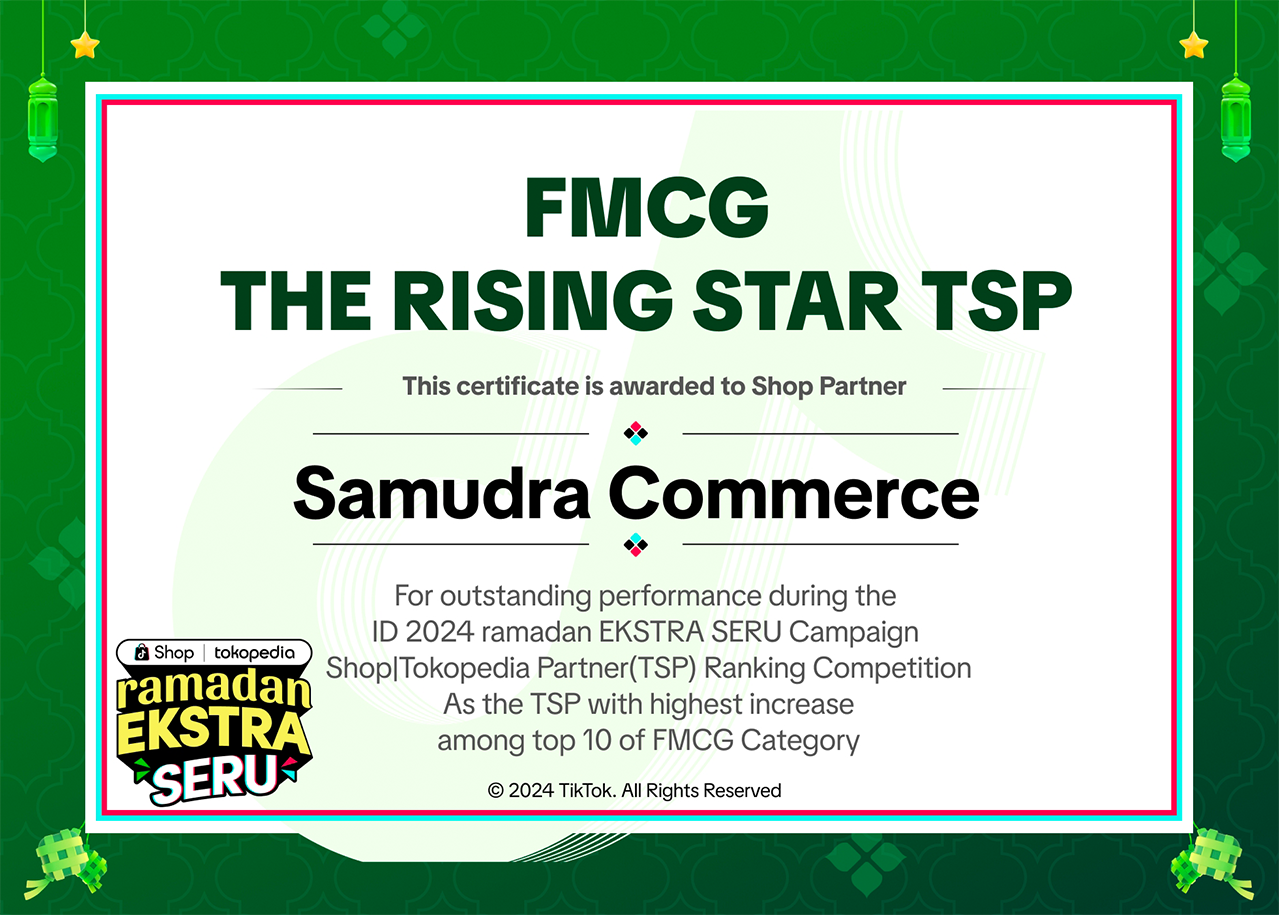 FMCG
THE RISING STAR TSP
This certificate is awarded to Shop Partner
Samudra Commerce
For outstanding performance during the
ID 2024 ramadan EKSTRA SERU Campaign
Shop|Tokopedia Partner(TSP) Ranking Competition
As the TSP with highest increase
among top 10 of FMCG Category
Shop | tokopedia
ramadan
EKSTRA
SERU
© 2024 TikTok. All Rights Reserved